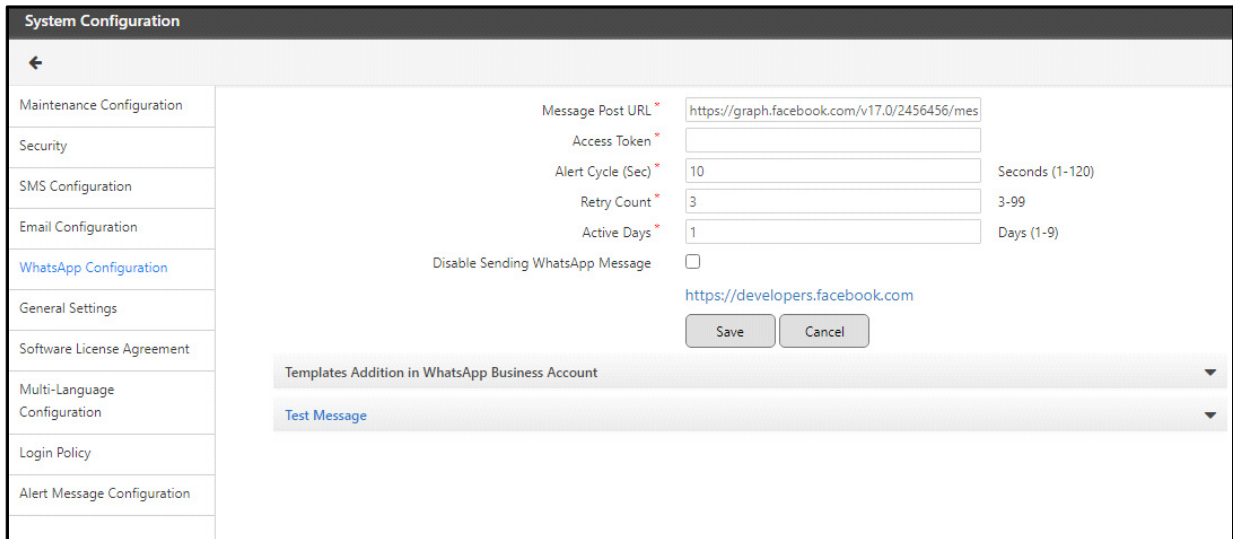 System Configuration
Maintenance Configuration
Security
SMS Configuration
Email Configuration
WhatsApp Configuration
General Settings
Software License Agreement
Multi-Language
Configuration
Login Policy
Alert Message Configuration
Message Post URL * https://graph.facebook.com/v17.0/2456456/mes
Access Token *
Alert Cycle (Sec) * 10 Seconds (1-120)
Retry Count * 3 3-99
Active Days * 1 Days (1-9)
Disable Sending WhatsApp Message
https://developers.facebook.com
Save Cancel
Templates Addition in WhatsApp Business Account
Test Message